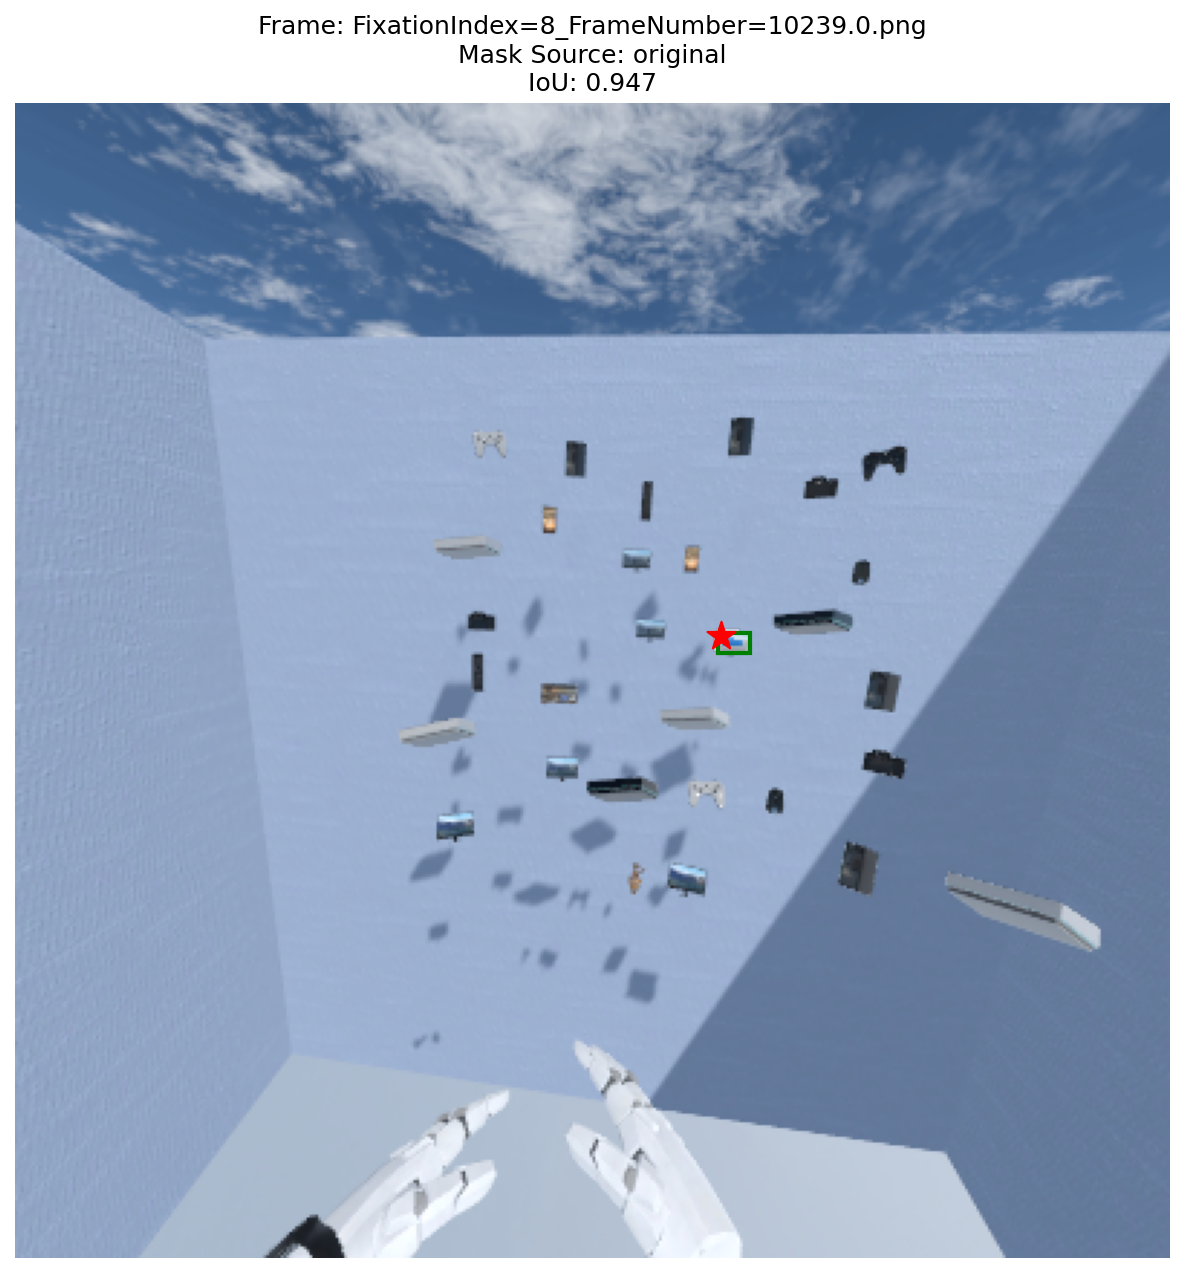 Frame: FixationIndex=8_FrameNumber=10239.0.png
Mask Source: original
IoU: 0.947